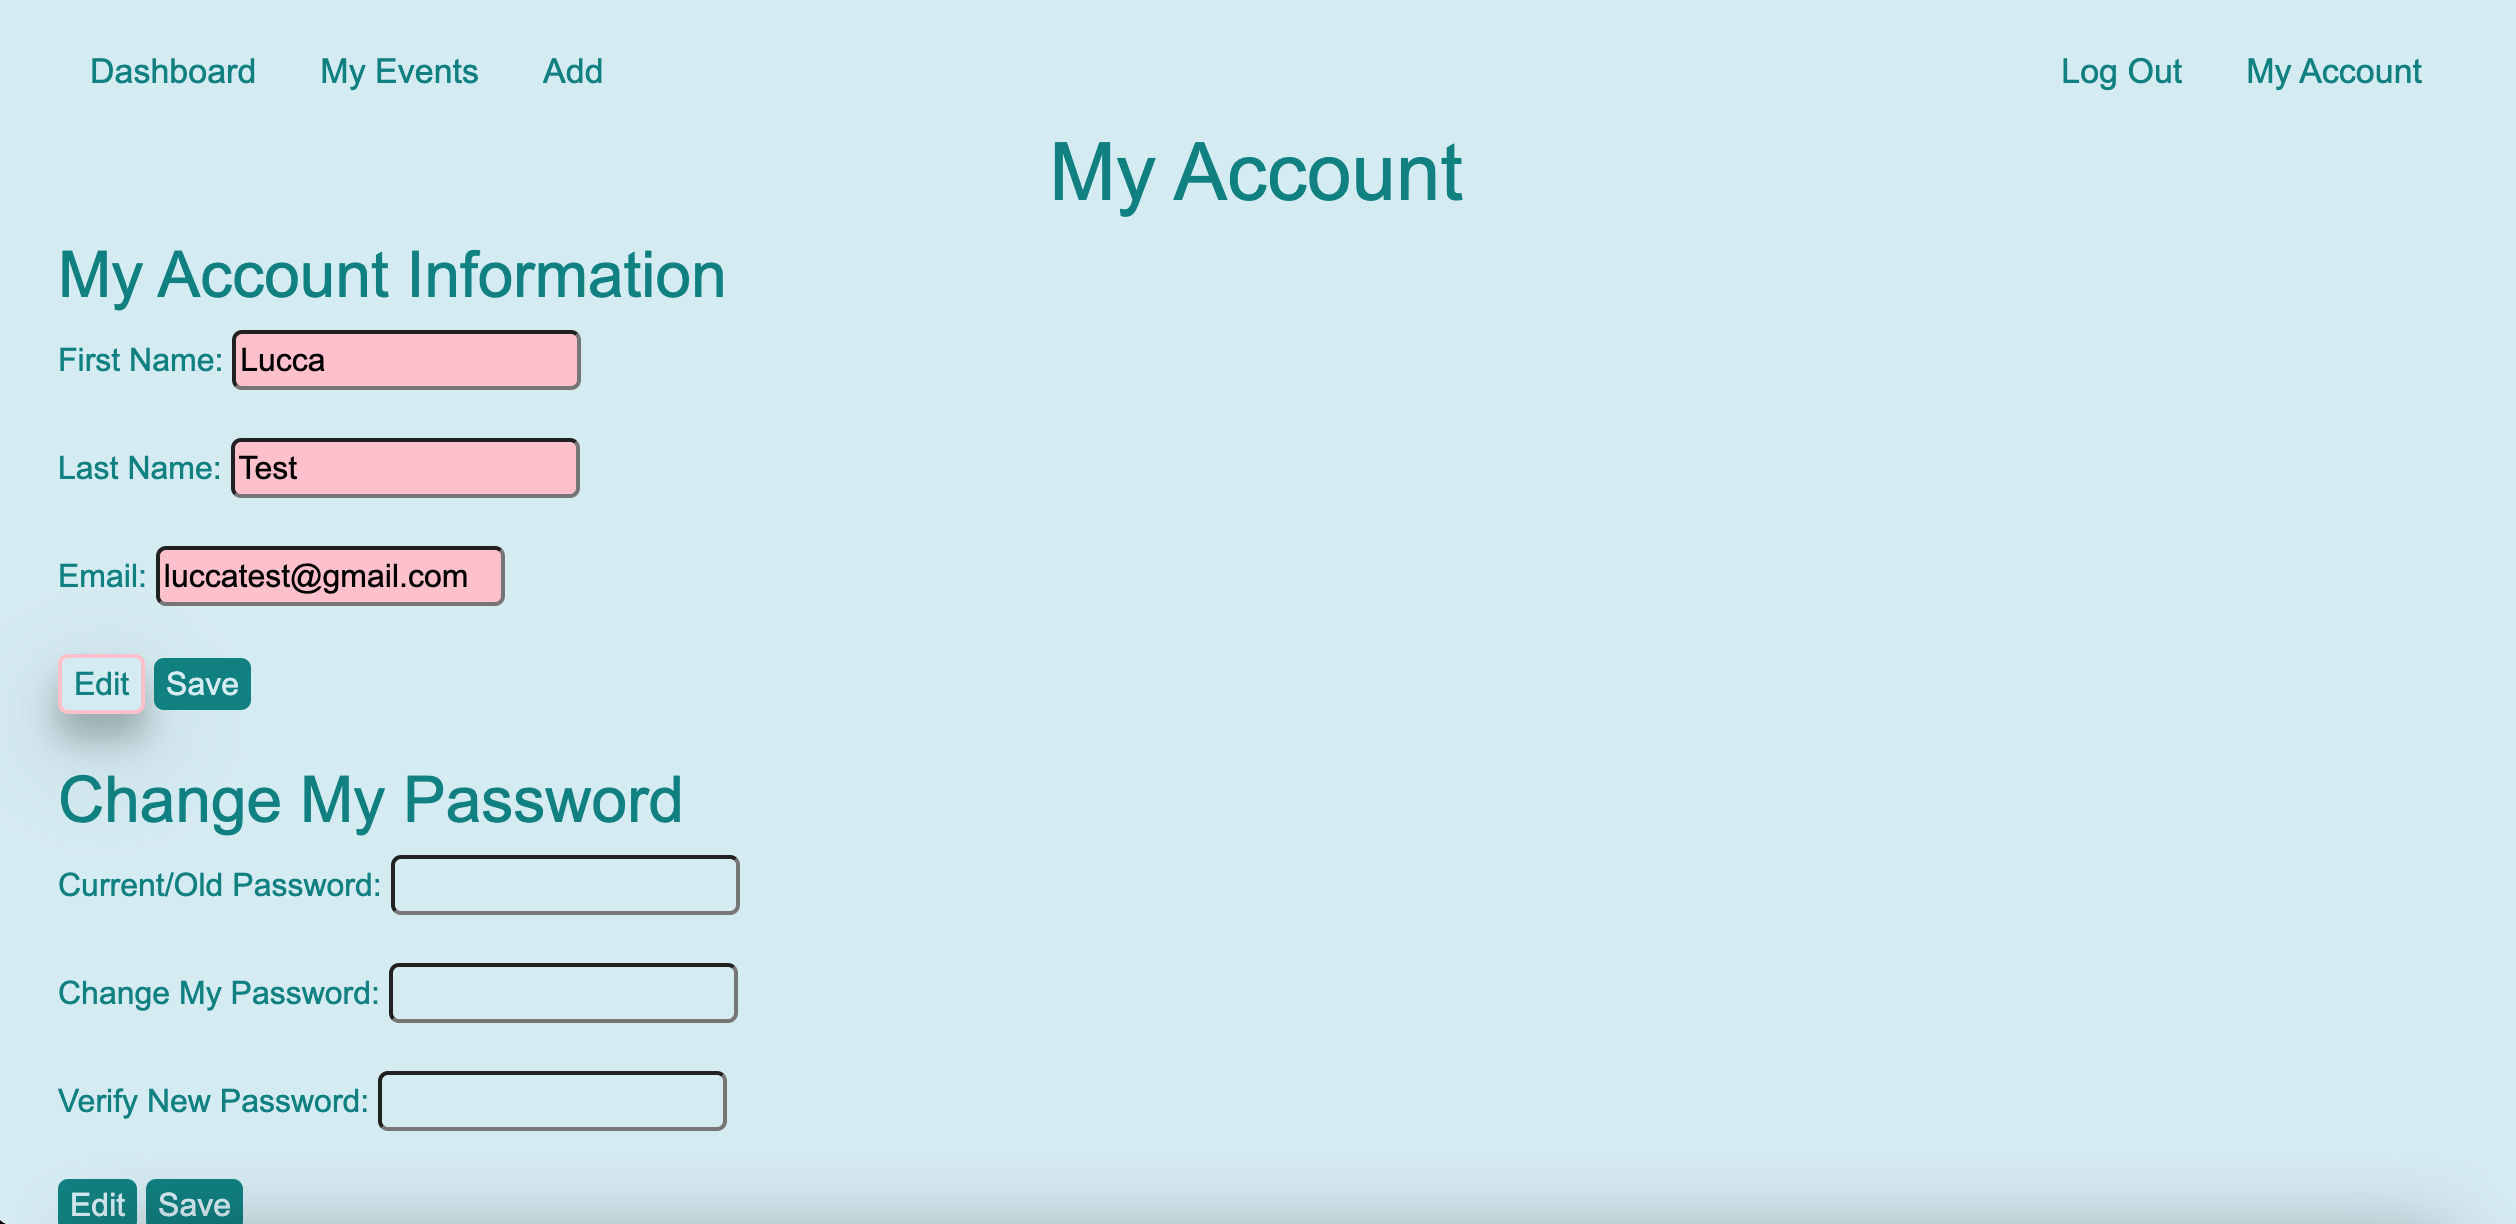 Dashboard My Events Add Log Out My Account
My Account
My Account Information
First Name: Lucca
Last Name: Test
Email: luccatest@gmail.com
Edit Save
Change My Password
Current/Old Password:
Change My Password:
Verify New Password:
Edit Save